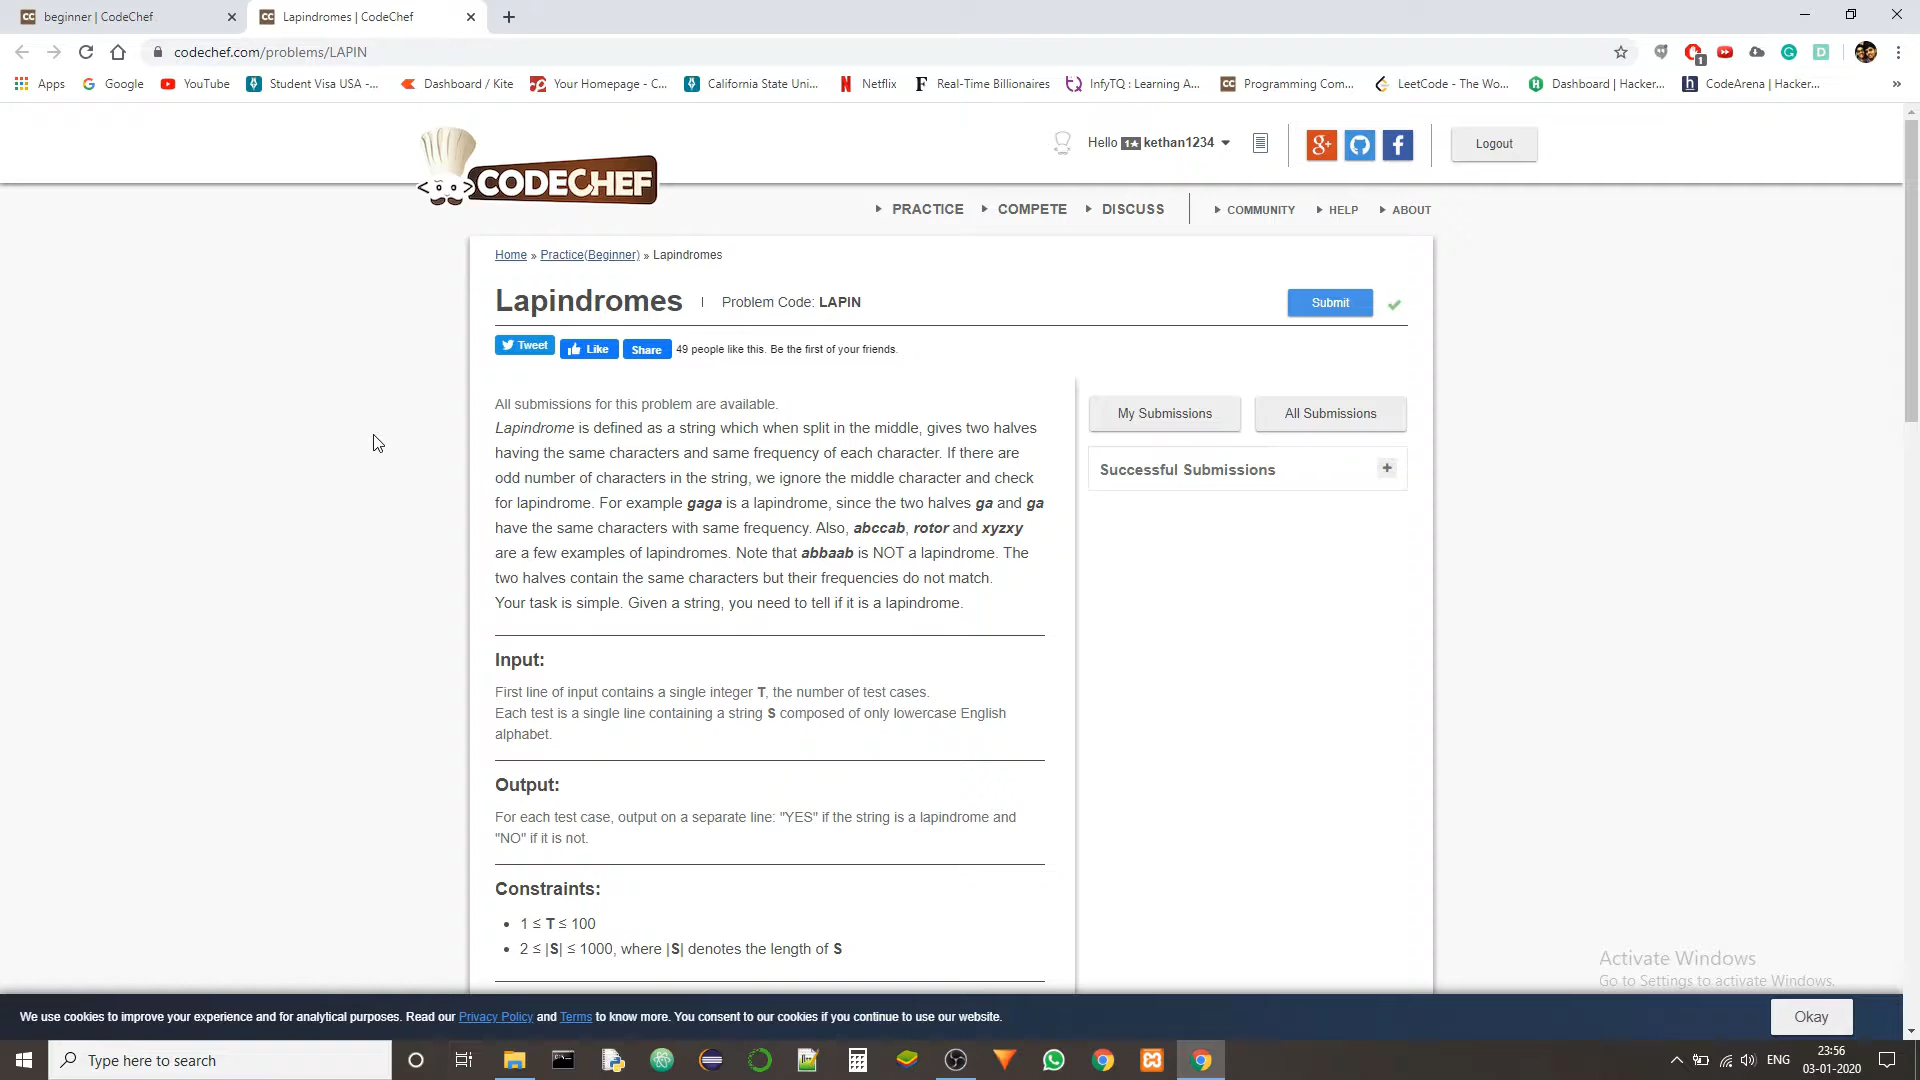 beginner | CodeChef
Lapindromes | CodeChef
codechef.com/problems/LAPIN
1
Apps
Google
YouTube
Student Visa USA -...
Dashboard / Kite
Your Homepage - C...
California State Uni...
Netflix
Real-Time Billionaires
InfyTQ : Learning A...
Programming Com...
LeetCode - The Wo...
Dashboard | Hacker...
CodeArena | Hacker...
»
CODECHEF
Hello 1★ kethan1234
Logout
PRACTICE
COMPETE
DISCUSS
COMMUNITY
HELP
ABOUT
Home » Practice(Beginner) » Lapindromes
Lapindromes
Problem Code: LAPIN
Submit
Tweet
Like
Share
49 people like this. Be the first of your friends.
All submissions for this problem are available.
Lapindrome is defined as a string which when split in the middle, gives two halves
having the same characters and same frequency of each character. If there are
odd number of characters in the string, we ignore the middle character and check
for lapindrome. For example gaga is a lapindrome, since the two halves ga and ga
have the same characters with same frequency. Also, abccab, rotor and xyzxy
are a few examples of lapindromes. Note that abbaab is NOT a lapindrome. The
two halves contain the same characters but their frequencies do not match.
Your task is simple. Given a string, you need to tell if it is a lapindrome.
My Submissions
All Submissions
Successful Submissions
+
Input:
First line of input contains a single integer T, the number of test cases.
Each test is a single line containing a string S composed of only lowercase English
alphabet.
Output:
For each test case, output on a separate line: "YES" if the string is a lapindrome and
"NO" if it is not.
Constraints:
• 1 ≤ T ≤ 100
• 2 ≤ |S| ≤ 1000, where |S| denotes the length of S
Activate Windows
Go to Settings to activate Windows.
We use cookies to improve your experience and for analytical purposes. Read our Privacy Policy and Terms to know more. You consent to our cookies if you continue to use our website.
Okay
Type here to search
ENG
23:56
03-01-2020